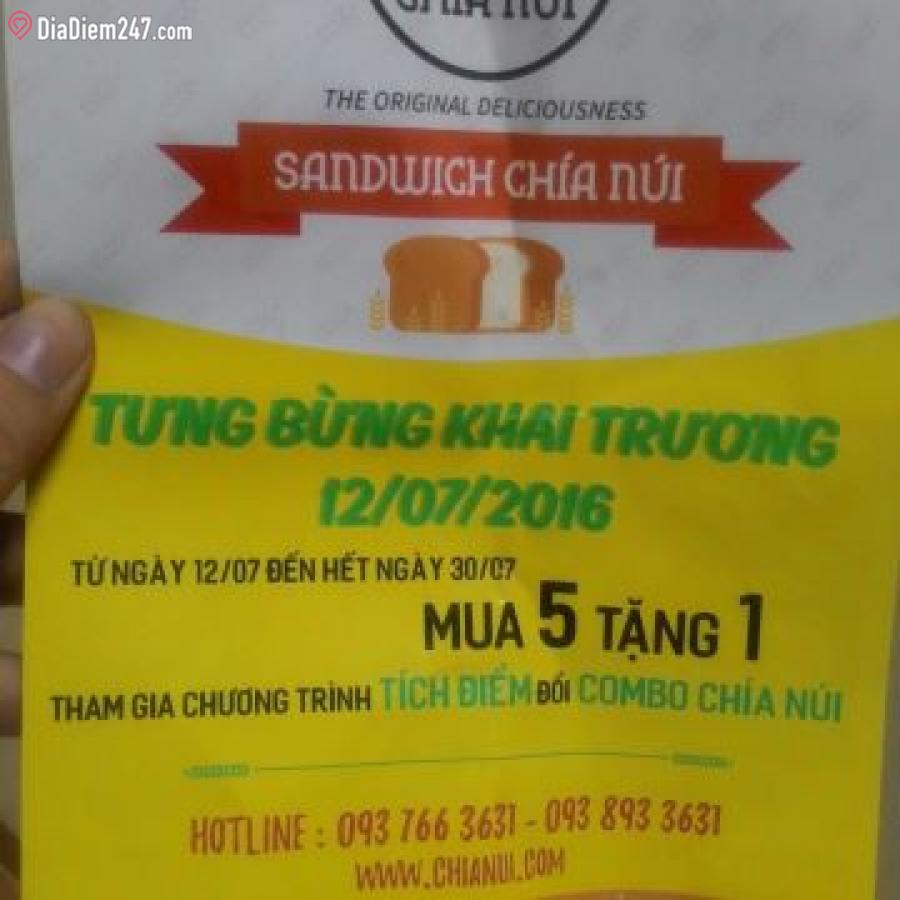 DiaDiem247.com
CHÍA NÚI
THE ORIGINAL DELICIOUSNESS
SANDWICH CHÍA NÚI
TƯNG BỪNG KHAI TRƯƠNG
12/07/2016
TỪ NGÀY 12/07 ĐẾN HẾT NGÀY 30/07
MUA 5 TẶNG 1
THAM GIA CHƯƠNG TRÌNH TÍCH ĐIỂM ĐỔI COMBO CHÍA NÚI
HOTLINE : 093 766 3631 - 093 893 3631
WWW.CHIANUI.COM